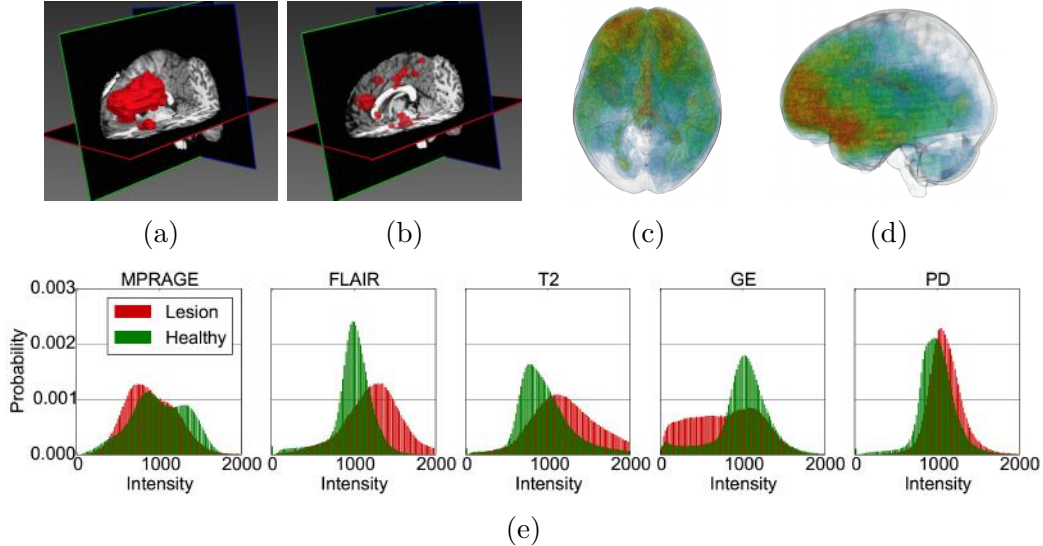 (a)
(b)
(c)
(d)
MPRAGE
FLAIR
T2
GE
PD
Lesion
Healthy
Probability
0.003
0.002
0.001
0.000
0 1000 2000
0 1000 2000
0 1000 2000
0 1000 2000
0 1000 2000
Intensity
Intensity
Intensity
Intensity
Intensity
(e)